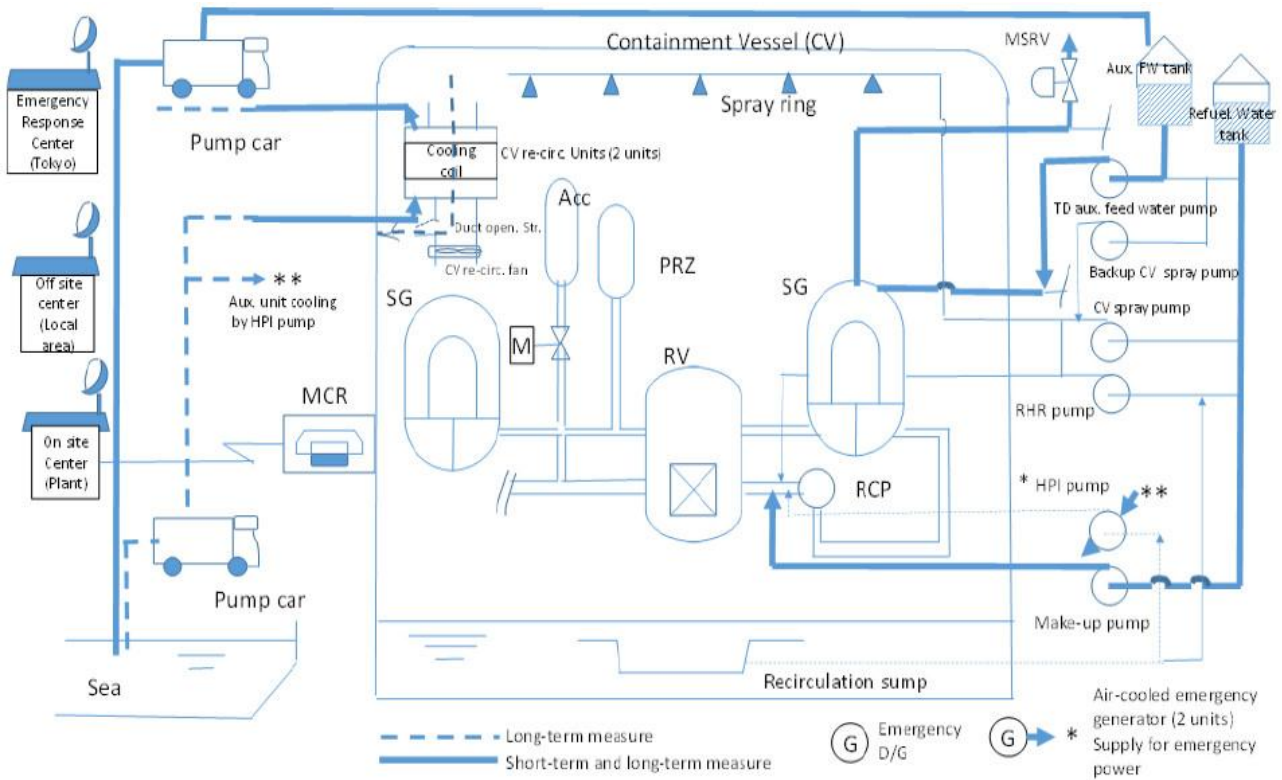 Containment Vessel (CV)
MSRV
Aux. FW tank
Refuel. Water
tank
Emergency
Response
Center
(Tokyo)
Pump car
Spray ring
Cooling
coil
CV re-circ. Units (2 units)
Acc
TD aux. feed water pump
Duct open. Str.
CV re-circ. fan
PRZ
Backup CV spray pump
Off site
center
(Local
area)
**
Aux. unit cooling
by HPI pump
SG
SG
CV spray pump
M
RV
MCR
RHR pump
On site
Center
(Plant)
RCP
* HPI pump
**
Pump car
Make-up pump
Sea
Recirculation sump
Long-term measure
Short-term and long-term measure
G
Emergency
D/G
G
*
Air-cooled emergency
generator (2 units)
Supply for emergency
power